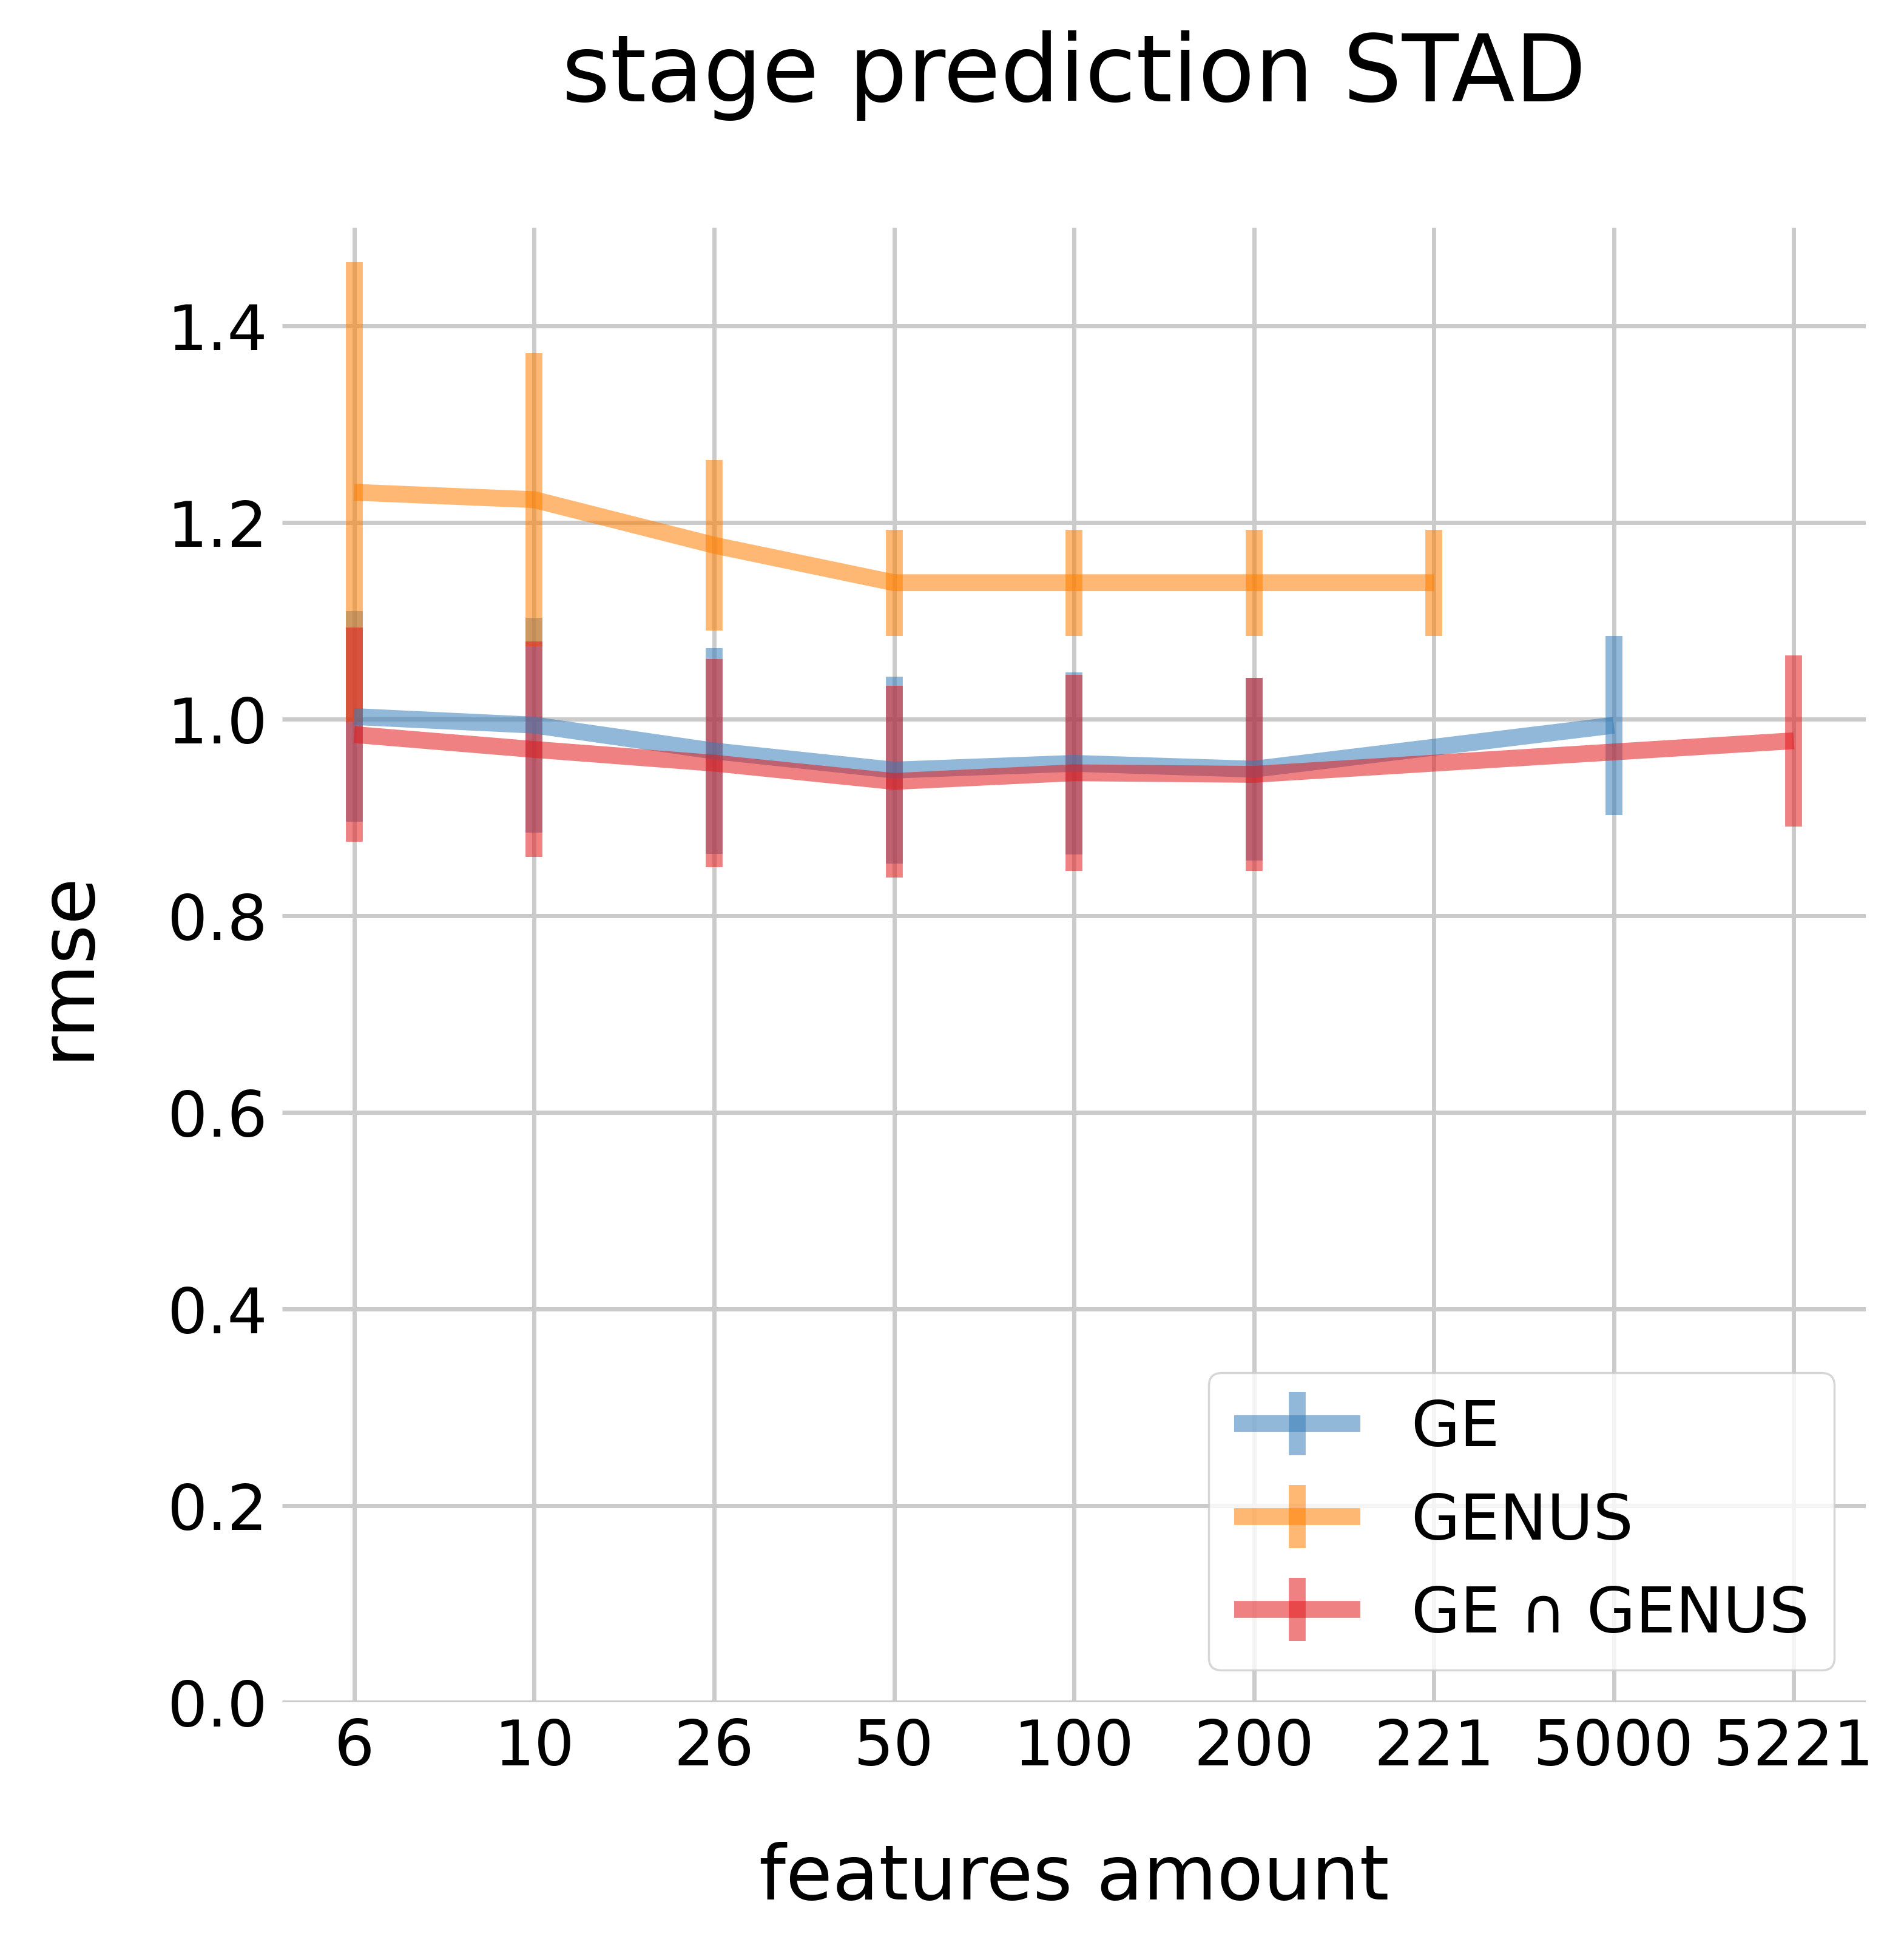 stage prediction STAD
rmse
1.4
1.2
1.0
0.8
0.6
0.4
0.2
0.0
GE
GENUS
GE ∩ GENUS
6 10 26 50 100 200 221 5000 5221
features amount